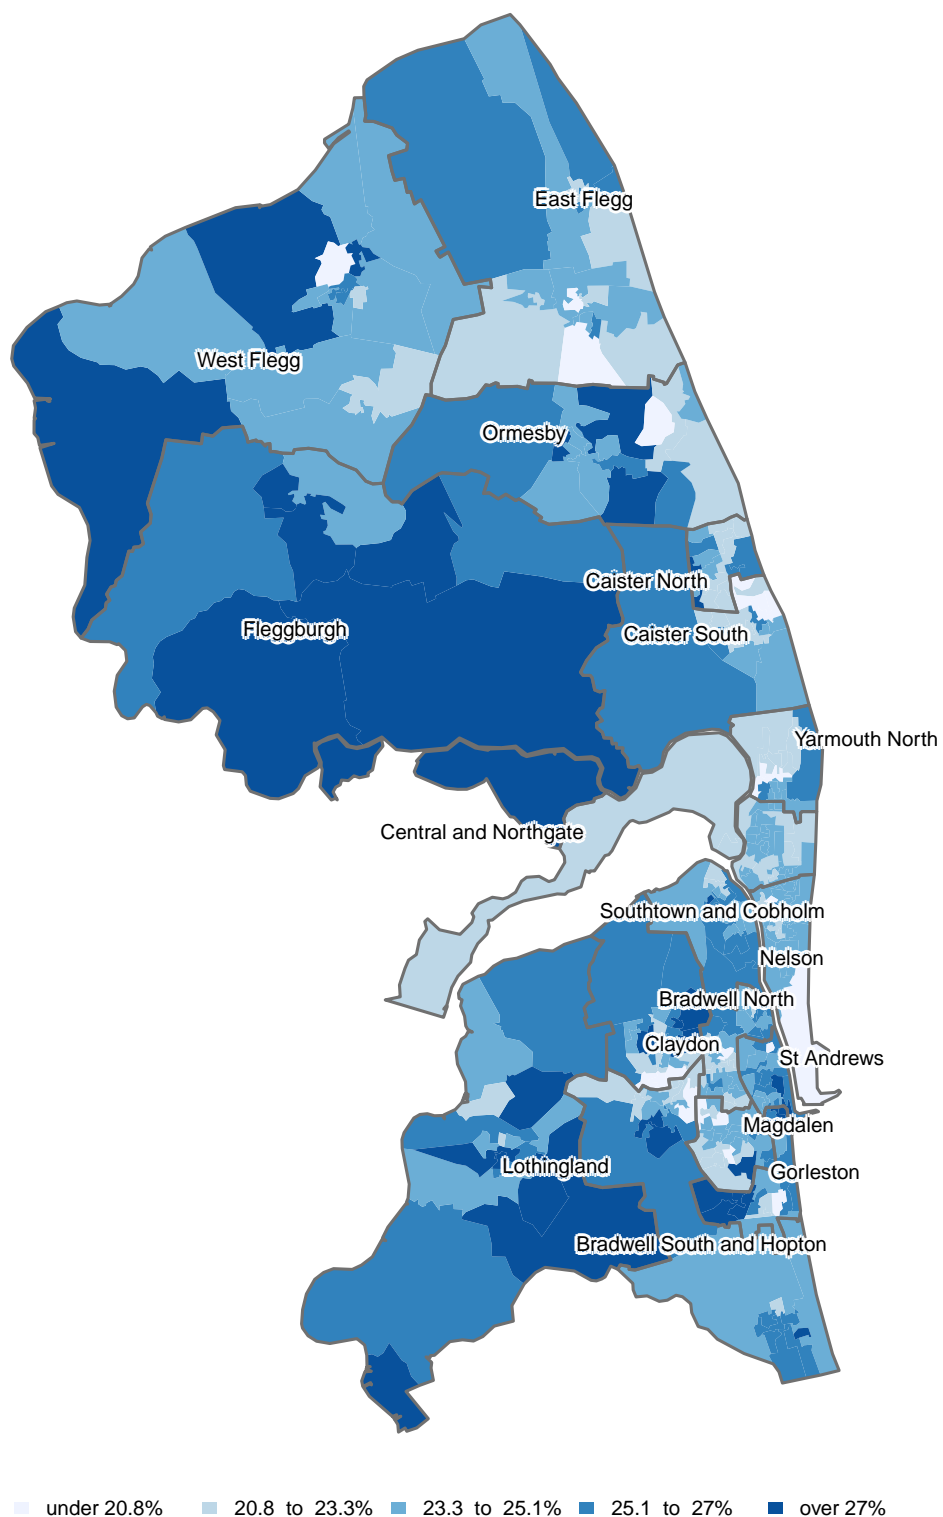 East Flegg
West Flegg
Ormesby
Caister North
Fleggburgh
Caister South
Yarmouth North
Central and Northgate
Southtown and Cobholm
Nelson
Bradwell North
Claydon
St Andrews
Magdalen
Lothingland
Gorleston
Bradwell South and Hopton
under 20.8%
20.8 to 23.3%
23.3 to 25.1%
25.1 to 27%
over 27%